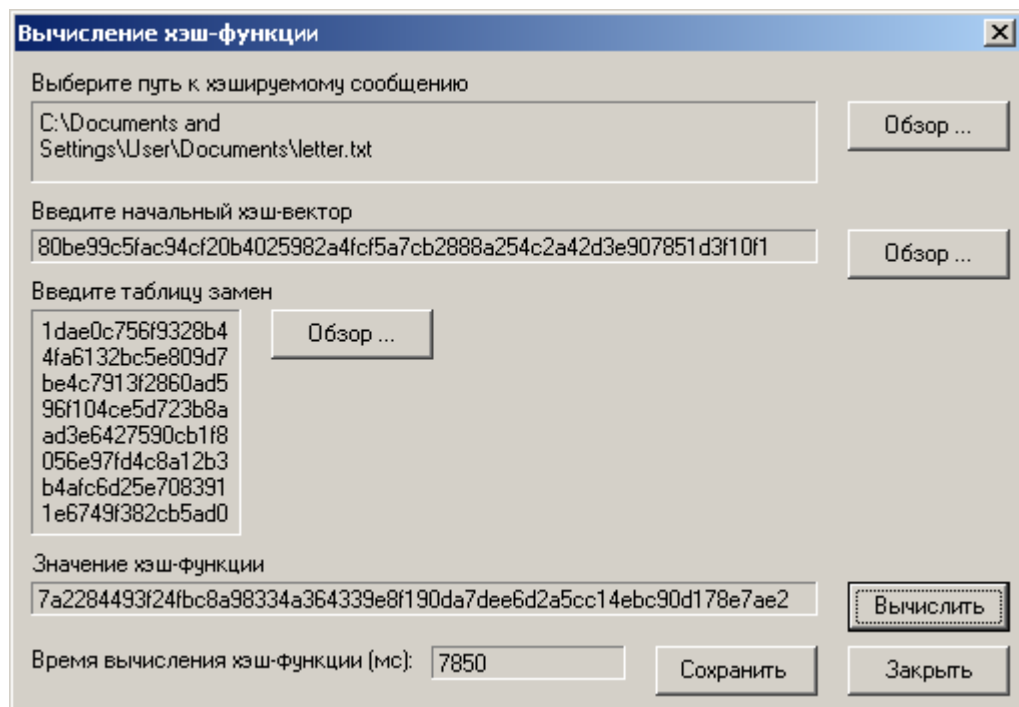 Вычисление хэш-функции
Выберите путь к хэшируемому сообщению
C:\Documents and
Settings\User\Documents\letter.txt
Обзор ...
Введите начальный хэш-вектор
80be99c5fac94cf20b4025982a4fcf5a7cb2888a254c2a42d3e907851d3f10f1
Обзор ...
Введите таблицу замен
1dae0c756f9328b4
4fa6132bc5e809d7
be4c7913f2860ad5
96f104ce5d723b8a
ad3e6427590cb1f8
056e97fd4c8a12b3
b4afc6d25e708391
1e6749f382cb5ad0
Обзор ...
Значение хэш-функции
7a2284493f24fbc8a98334a364339e8f190da7dee6d2a5cc14ebc90d178e7ae2
Вычислить
Время вычисления хэш-функции (мс): 7850
Сохранить
Закрыть